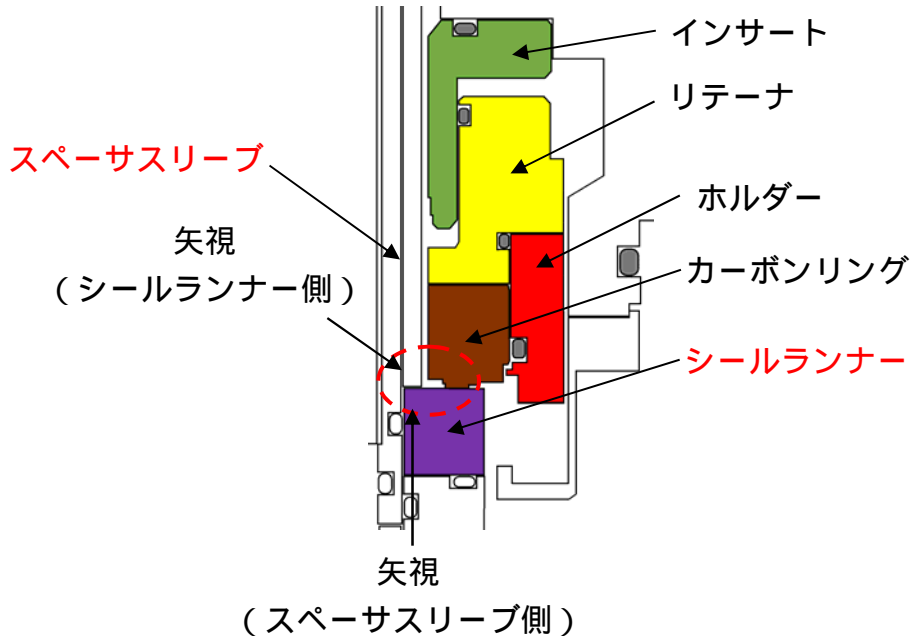 インサート
リテーナ
スペーサスリーブ
ホルダー
矢視
（シールランナー側）
カーボンリング
シールランナー
矢視
（スペーサスリーブ側）